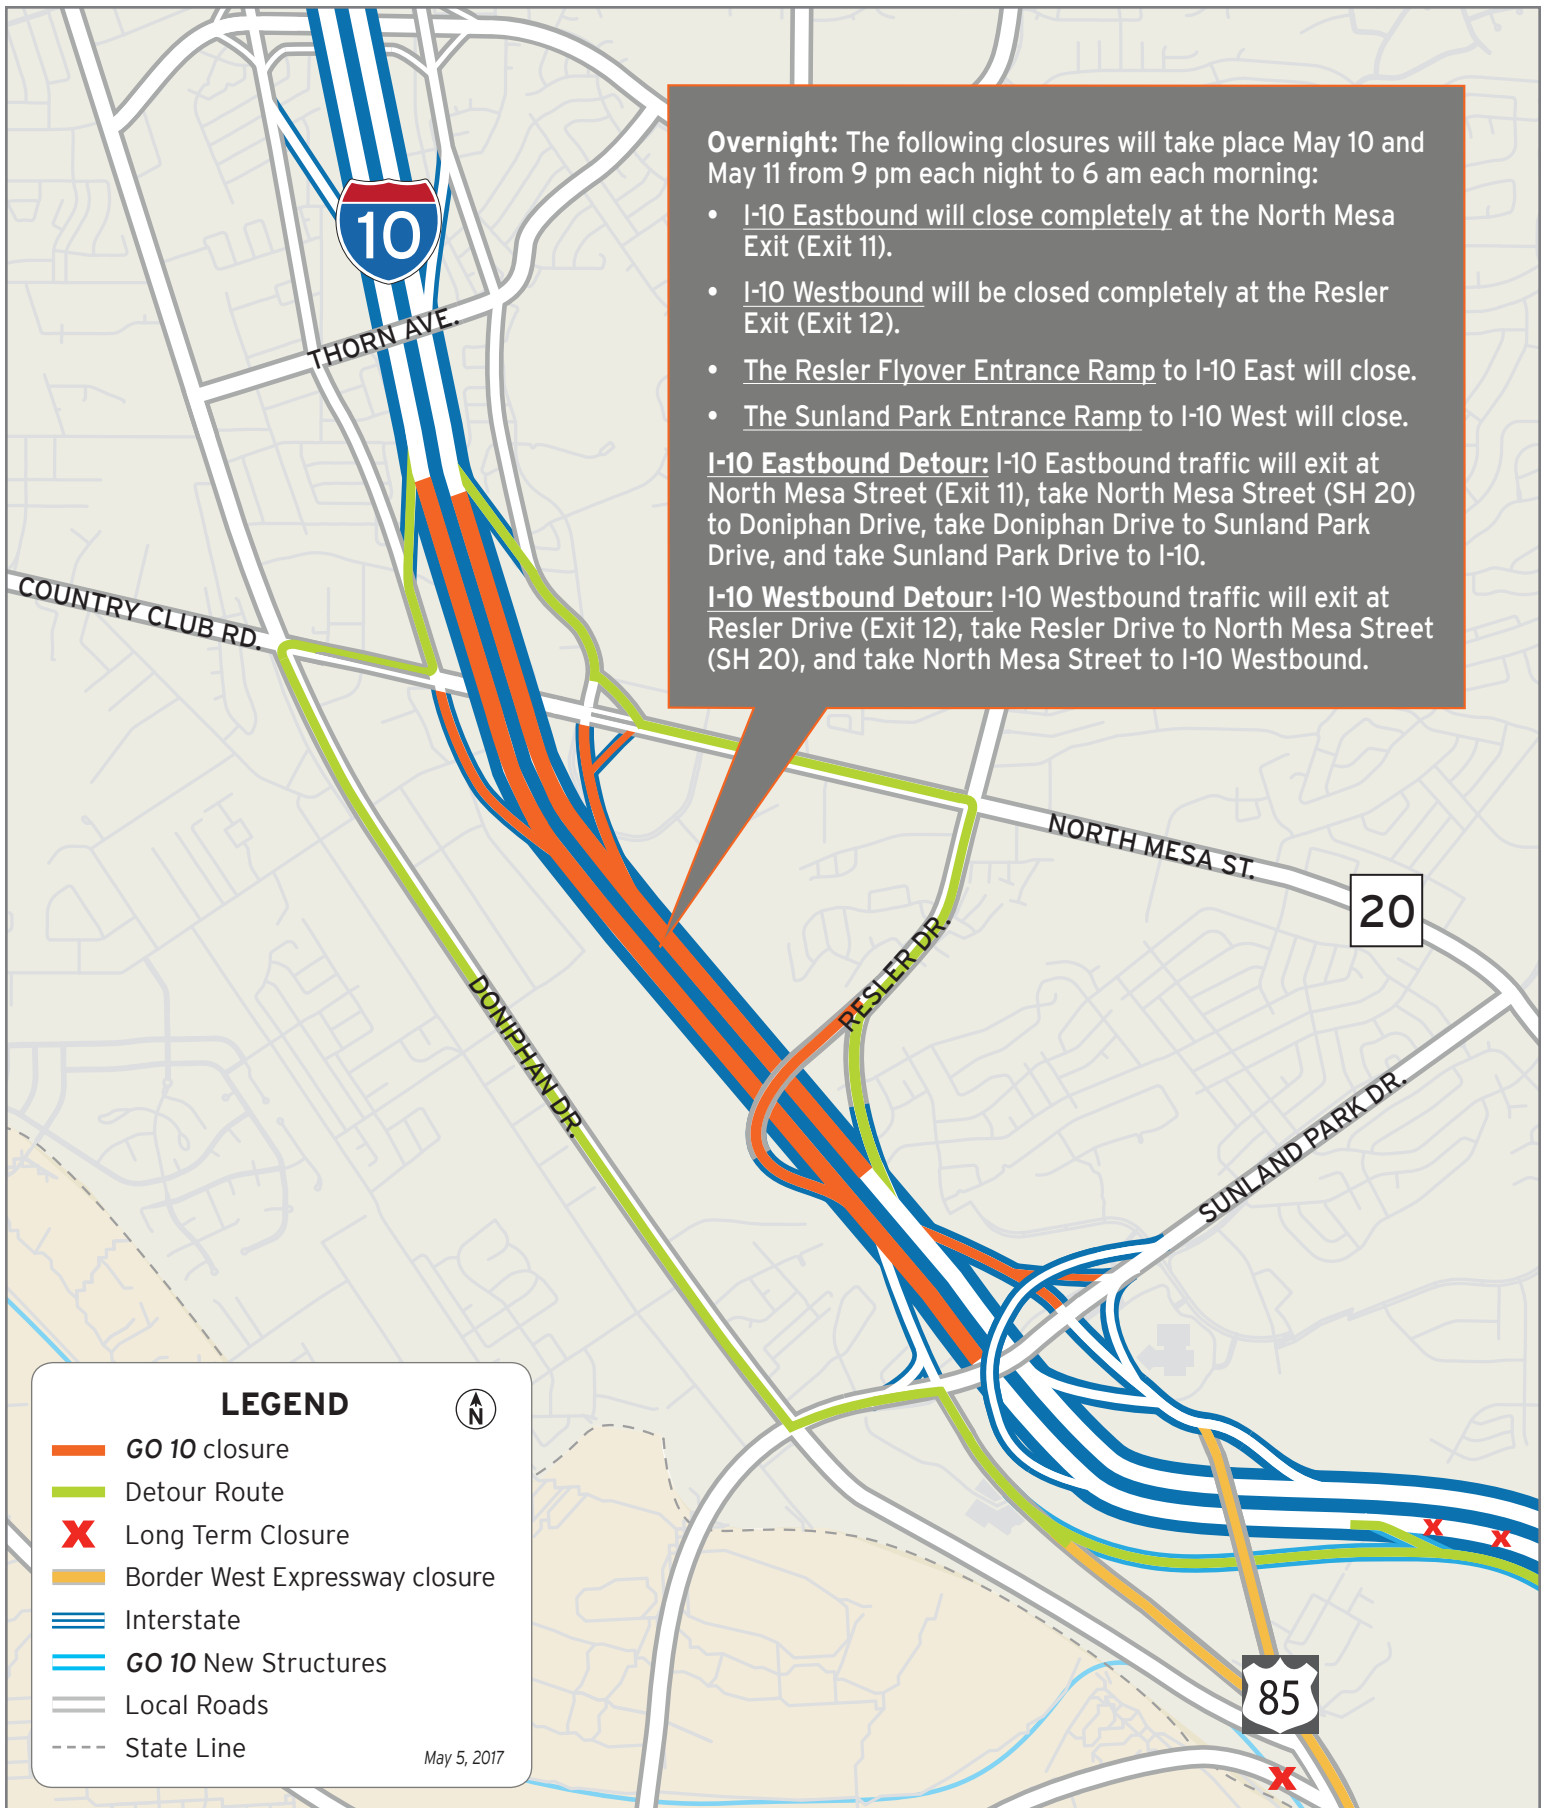 10
THORN AVE.
Overnight: The following closures will take place May 10 and
May 11 from 9 pm each night to 6 am each morning:
• I-10 Eastbound will close completely at the North Mesa
Exit (Exit 11).
• I-10 Westbound will be closed completely at the Resler
Exit (Exit 12).
• The Resler Flyover Entrance Ramp to I-10 East will close.
• The Sunland Park Entrance Ramp to I-10 West will close.
I-10 Eastbound Detour: I-10 Eastbound traffic will exit at
North Mesa Street (Exit 11), take North Mesa Street (SH 20)
to Doniphan Drive, take Doniphan Drive to Sunland Park
Drive, and take Sunland Park Drive to I-10.
I-10 Westbound Detour: I-10 Westbound traffic will exit at
Resler Drive (Exit 12), take Resler Drive to North Mesa Street
(SH 20), and take North Mesa Street to I-10 Westbound.
COUNTRY CLUB RD.
NORTH MESA ST.
20
RESLER DR.
DONIPHAN DR.
SUNLAND PARK DR.
85
LEGEND
N
GO 10 closure
Detour Route
X Long Term Closure
Border West Expressway closure
Interstate
GO 10 New Structures
Local Roads
State Line
May 5, 2017
X
X
X